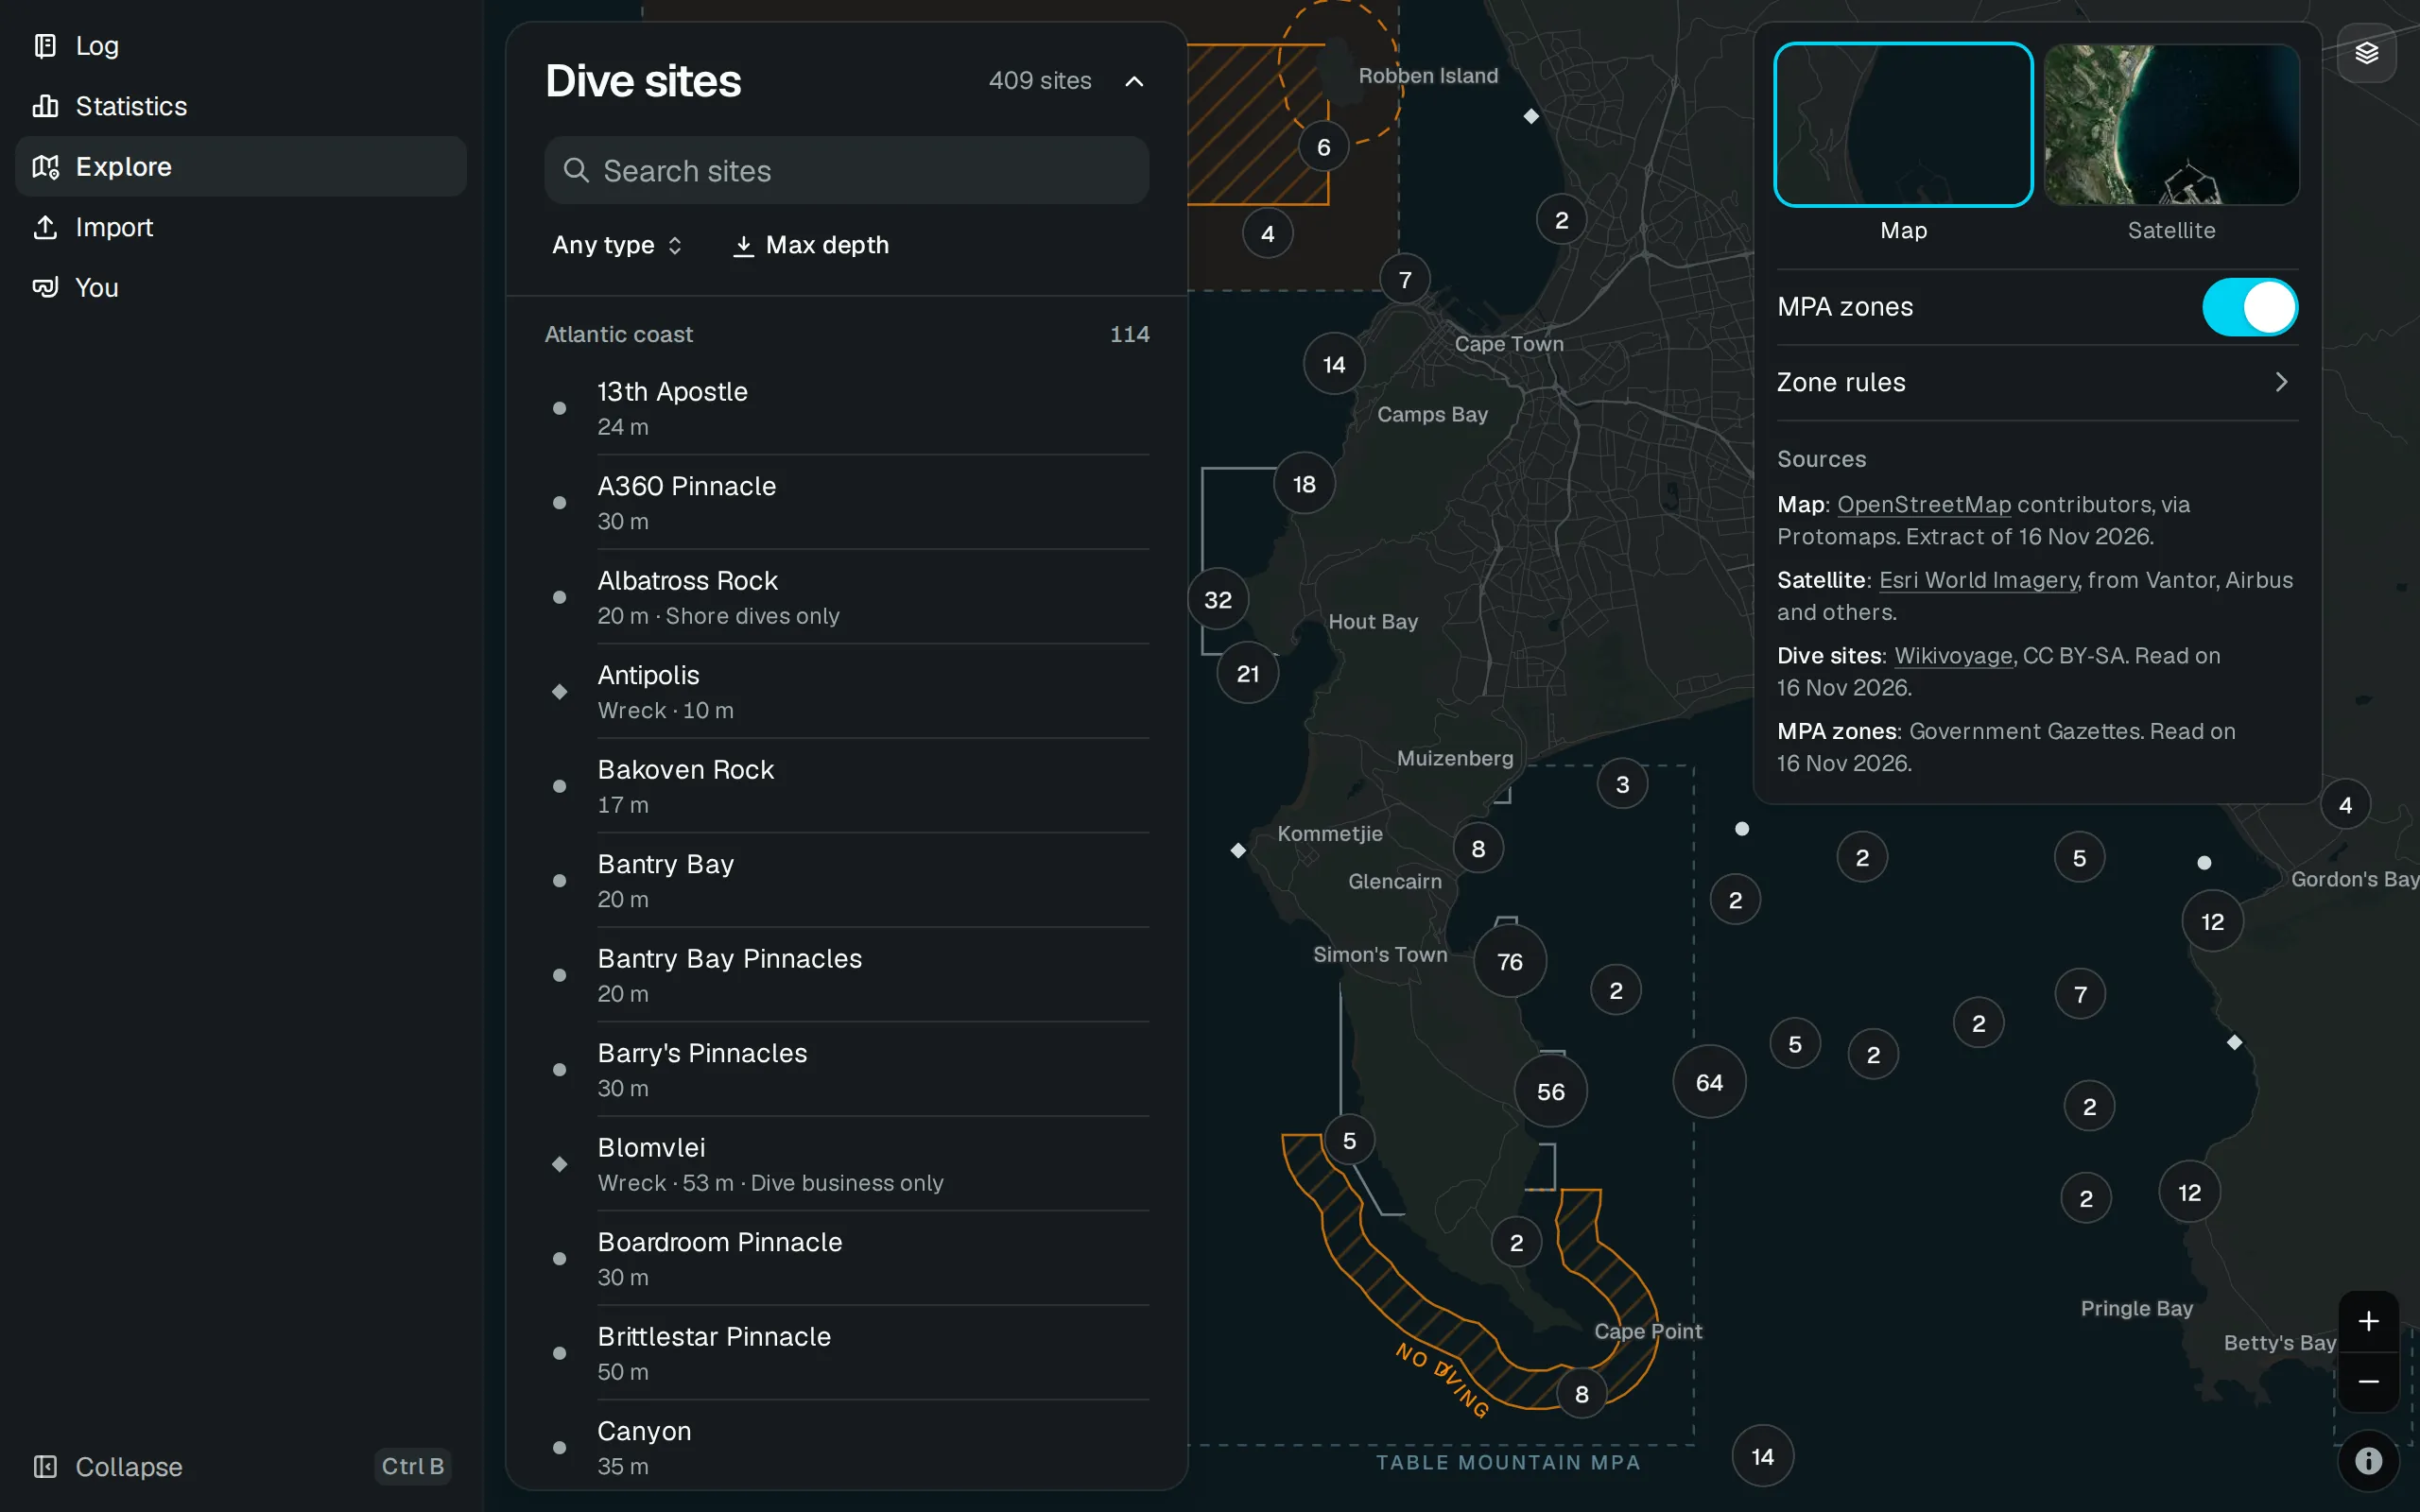 Log
Statistics
Explore
Import
You
Collapse
Ctrl B
Dive sites
409 sites
Search sites
Any type
Max depth
Atlantic coast
114
13th Apostle
24 m
A360 Pinnacle
30 m
Albatross Rock
20 m · Shore dives only
Antipolis
Wreck · 10 m
Bakoven Rock
17 m
Bantry Bay
20 m
Bantry Bay Pinnacles
20 m
Barry's Pinnacles
30 m
Blomvlei
Wreck · 53 m · Dive business only
Boardroom Pinnacle
30 m
Brittlestar Pinnacle
50 m
Canyon
35 m
Robben Island
6
4
2
7
Cape Town
14
Camps Bay
18
32
Hout Bay
21
Muizenberg
3
Kommetjie
8
Glencairn
2
2
5
4
Gordon's Bay
12
Simon's Town
76
2
7
2
5
2
56
64
2
5
2
12
2
Pringle Bay
Cape Point
Betty's Bay
NO DIVING
8
14
TABLE MOUNTAIN MPA
Map
Satellite
MPA zones
Zone rules
Sources
Map: OpenStreetMap contributors, via
Protomaps. Extract of 16 Nov 2026.
Satellite: Esri World Imagery, from Vantor, Airbus
and others.
Dive sites: Wikivoyage, CC BY-SA. Read on
16 Nov 2026.
MPA zones: Government Gazettes. Read on
16 Nov 2026.